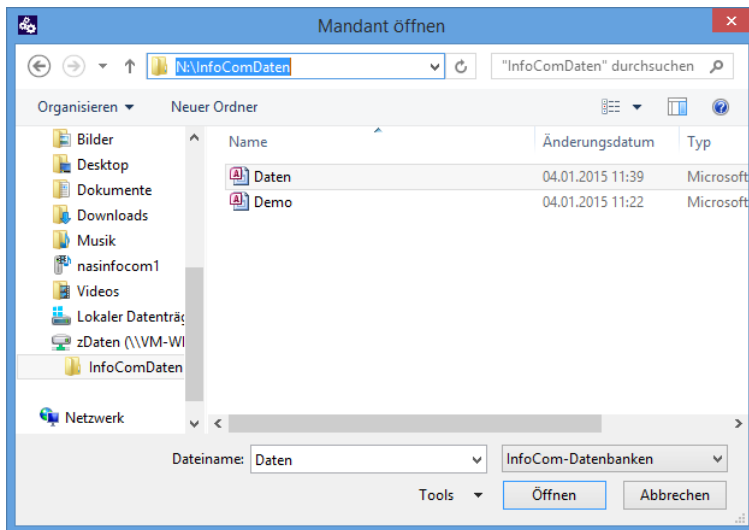 Mandant öffnen
N:\InfoComDaten
"InfoComDaten" durchsuchen
Organisieren
Neuer Ordner
Bilder
Desktop
Dokumente
Downloads
Musik
nasinfocom1
Videos
Lokaler Datenträg
zDaten (\\VM-WI
InfoComDaten
Netzwerk
Name Änderungsdatum Typ
Daten 04.01.2015 11:39 Microsoft
Demo 04.01.2015 11:22 Microsoft
Dateiname: Daten InfoCom-Datenbanken
Tools Öffnen Abbrechen